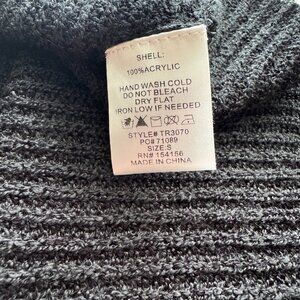 SHELL:
100%ACRYLIC
HAND WASH COLD
DO NOT BLEACH
DRY FLAT
IRON LOW IF NEEDED
STYLE# TR3070
PO# 71089
SIZE:S
RN# 154156
MADE IN CHINA